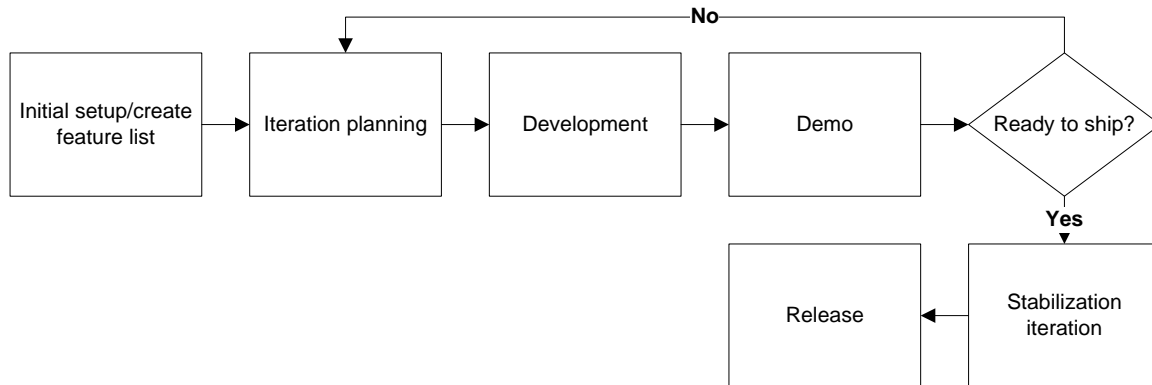 No
Initial setup/create
feature list
Iteration planning
Development
Demo
Ready to ship?
Yes
Release
Stabilization
iteration